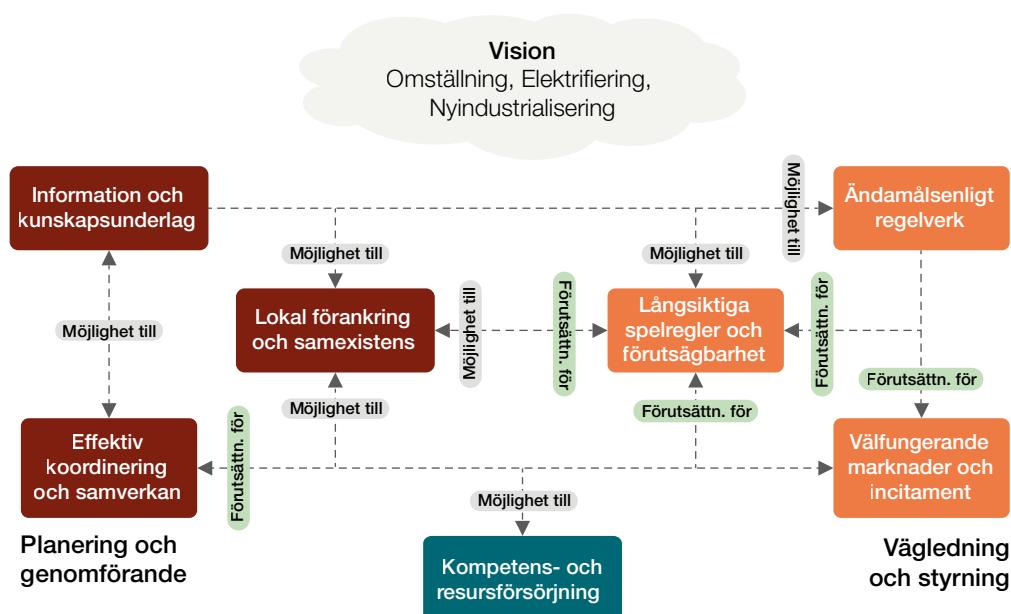 Vision
Omställning, Elektrifiering,
Nyindustrialisering
Information och
kunskapsunderlag
Möjlighet till
Ändamålsenligt
regelverk
Möjlighet till
Möjlighet till
Möjlighet till
Lokal förankring
och samexistens
Möjlighet till
Förutsättn. för
Långsiktiga
spelregler och
förutsägbarhet
Förutsättn. för
Förutsättn. för
Möjlighet till
Förutsättn. för
Effektiv
koordinering
och samverkan
Förutsättn. för
Välfungerande
marknader och
incitament
Möjlighet till
Planering och
genomförande
Kompetens- och
resursförsörjning
Vägledning
och styrning